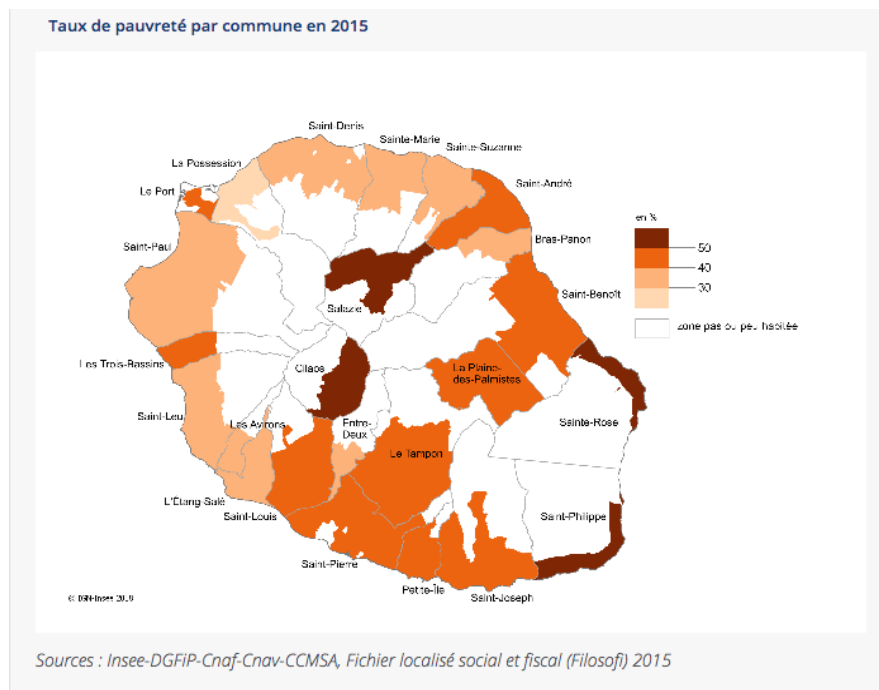 Taux de pauvreté par commune en 2015
Saint-Denis
Sainte-Marie
Sainte-Suzanne
La Possession
Saint-André
Le Port
en %
Bras-Panon
Saint-Paul
50
40
30
Saint-Benoît
Salazie
zone pas ou peu habitée
Les Trois-Bassins
Cilaos
La Plaine-
des-Palmistes
Saint-Leu
Les Avirons
Entre-
Deux
Sainte-Rose
Le Tampon
L'Étang-Salé
Saint-Louis
Saint-Philippe
Saint-Pierre
Petite-Île
Saint-Joseph
Sources : Insee-DGFiP-Cnaf-Cnav-CCMSA, Fichier localisé social et fiscal (Filosofi) 2015